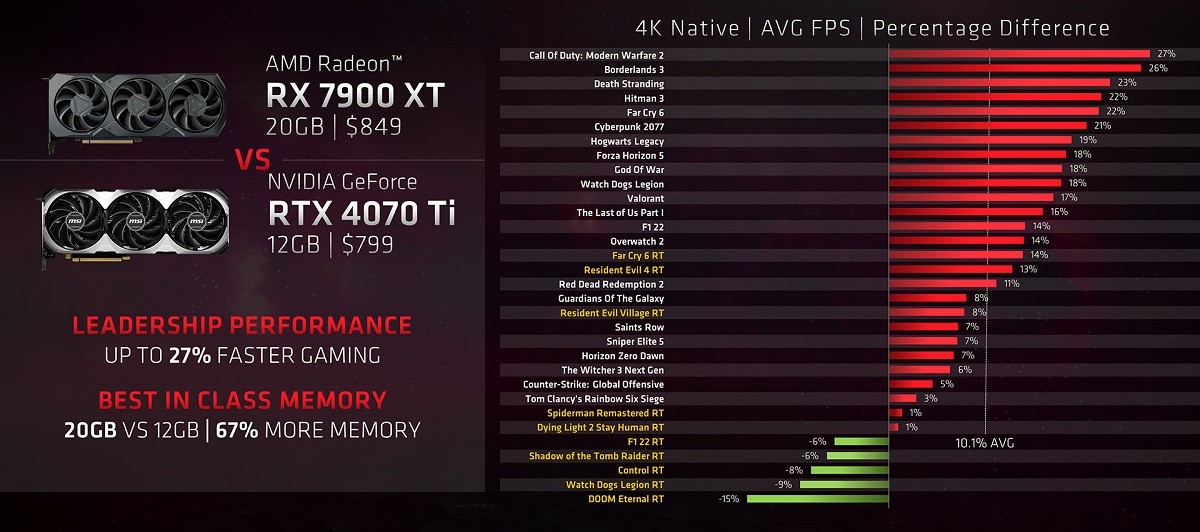 4K Native | AVG FPS | Percentage Difference
AMD Radeon™
RX 7900 XT
20GB | $849
VS
NVIDIA GeForce
RTX 4070 Ti
12GB | $799
msi msi msi
LEADERSHIP PERFORMANCE
UP TO 27% FASTER GAMING
BEST IN CLASS MEMORY
20GB VS 12GB | 67% MORE MEMORY
Call Of Duty: Modern Warfare 2 27%
Borderlands 3 26%
Death Stranding 23%
Hitman 3 22%
Far Cry 6 22%
Cyberpunk 2077 21%
Hogwarts Legacy 19%
Forza Horizon 5 18%
God Of War 18%
Watch Dogs Legion 18%
Valorant 17%
The Last of Us Part I 16%
F1 22 14%
Overwatch 2 14%
Far Cry 6 RT 14%
Resident Evil 4 RT 13%
Red Dead Redemption 2 11%
Guardians Of The Galaxy 8%
Resident Evil Village RT 8%
Saints Row 7%
Sniper Elite 5 7%
Horizon Zero Dawn 7%
The Witcher 3 Next Gen 6%
Counter-Strike: Global Offensive 5%
Tom Clancy's Rainbow Six Siege 3%
Spiderman Remastered RT 1%
Dying Light 2 Stay Human RT 1%
F1 22 RT -6% 10.1% AVG
Shadow of the Tomb Raider RT -6%
Control RT -8%
Watch Dogs Legion RT -9%
DOOM Eternal RT -15%